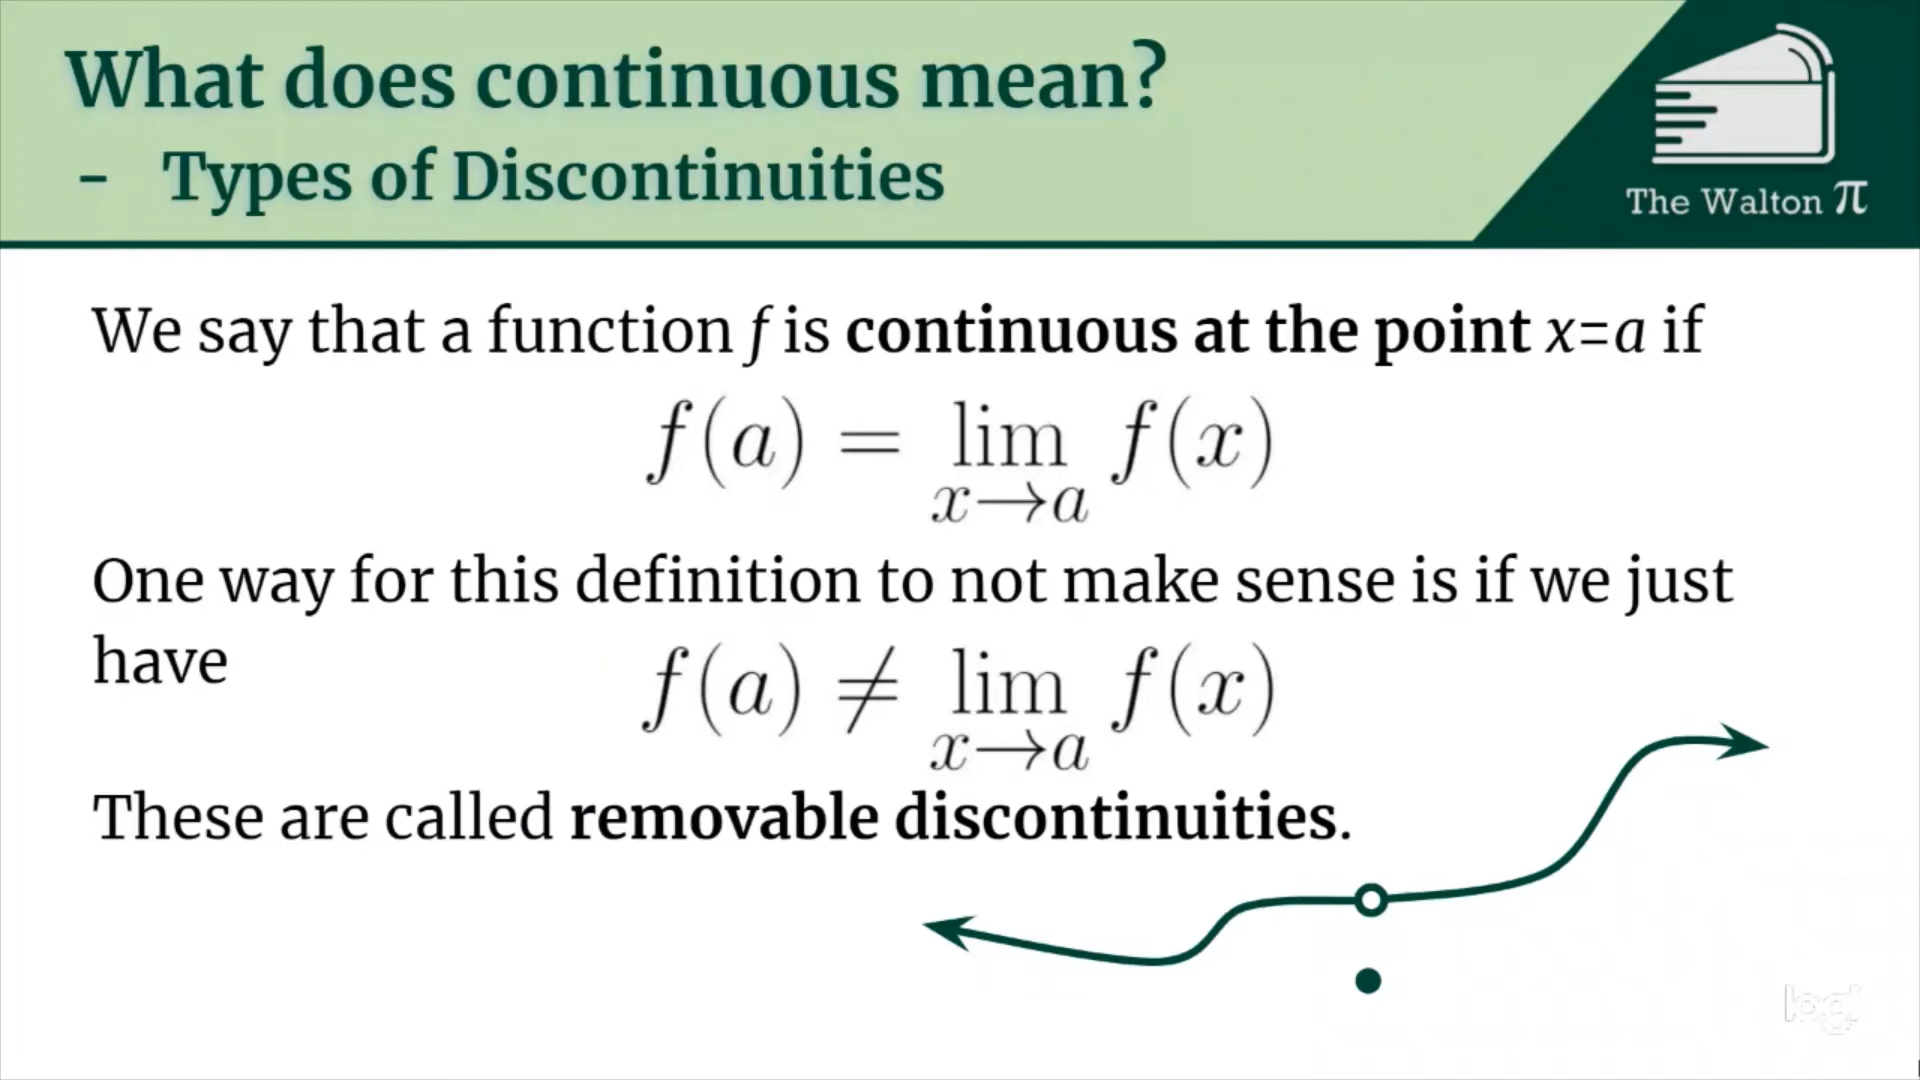 What does continuous mean?
- Types of Discontinuities
The Walton π
We say that a function f is continuous at the point x=a if
f(a) = lim f(x)
x→a
One way for this definition to not make sense is if we just
have
f(a) ≠ lim f(x)
x→a
These are called removable discontinuities.
logi